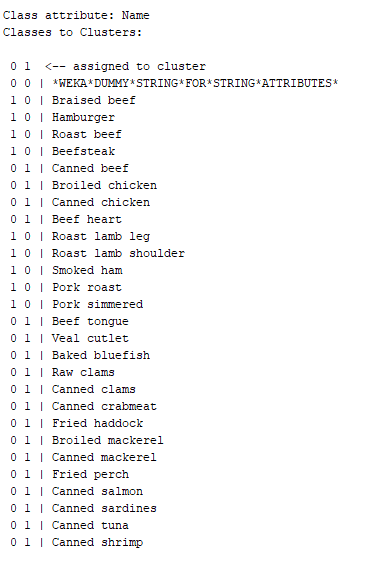 Class attribute: Name
Classes to Clusters:

 0 1  <-- assigned to cluster
 0 0 | *WEKA*DUMMY*STRING*FOR*STRING*ATTRIBUTES*
 1 0 | Braised beef
 1 0 | Hamburger
 1 0 | Roast beef
 1 0 | Beefsteak
 0 1 | Canned beef
 0 1 | Broiled chicken
 0 1 | Canned chicken
 0 1 | Beef heart
 1 0 | Roast lamb leg
 1 0 | Roast lamb shoulder
 1 0 | Smoked ham
 1 0 | Pork roast
 1 0 | Pork simmered
 0 1 | Beef tongue
 0 1 | Veal cutlet
 0 1 | Baked bluefish
 0 1 | Raw clams
 0 1 | Canned clams
 0 1 | Canned crabmeat
 0 1 | Fried haddock
 0 1 | Broiled mackerel
 0 1 | Canned mackerel
 0 1 | Fried perch
 0 1 | Canned salmon
 0 1 | Canned sardines
 0 1 | Canned tuna
 0 1 | Canned shrimp